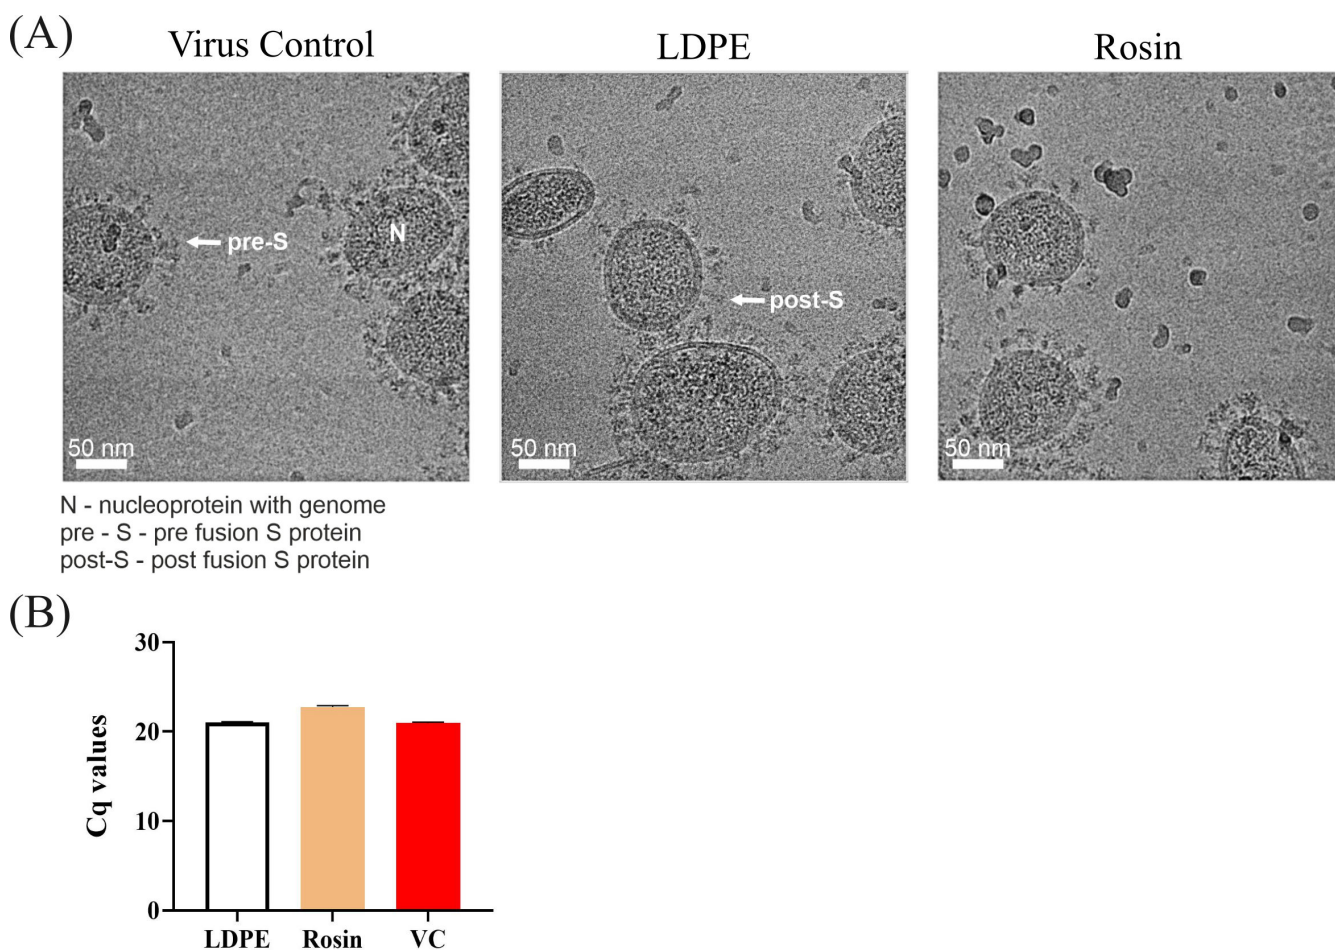 (A)
Virus Control
LDPE
Rosin
pre-S
N
post-S
50 nm
50 nm
50 nm
N - nucleoprotein with genome
pre - S - pre fusion S protein
post-S - post fusion S protein
(B)
30
20
10
0
Cq values
LDPE
Rosin
VC